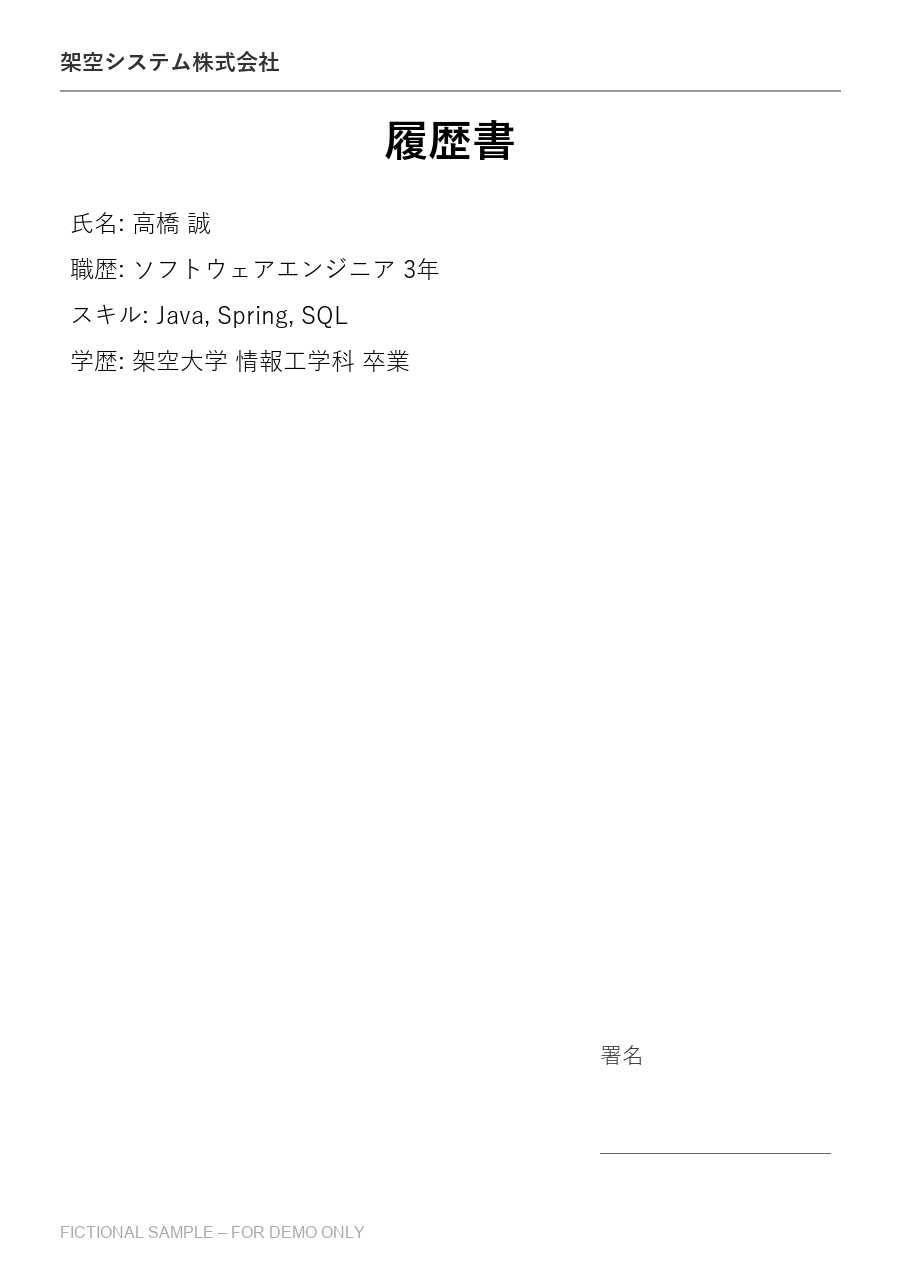 架空システム株式会社
履歴書
氏名: 高橋 誠
職歴: ソフトウェアエンジニア 3年
スキル: Java, Spring, SQL
学歴: 架空大学 情報工学科 卒業
署名
FICTIONAL SAMPLE – FOR DEMO ONLY